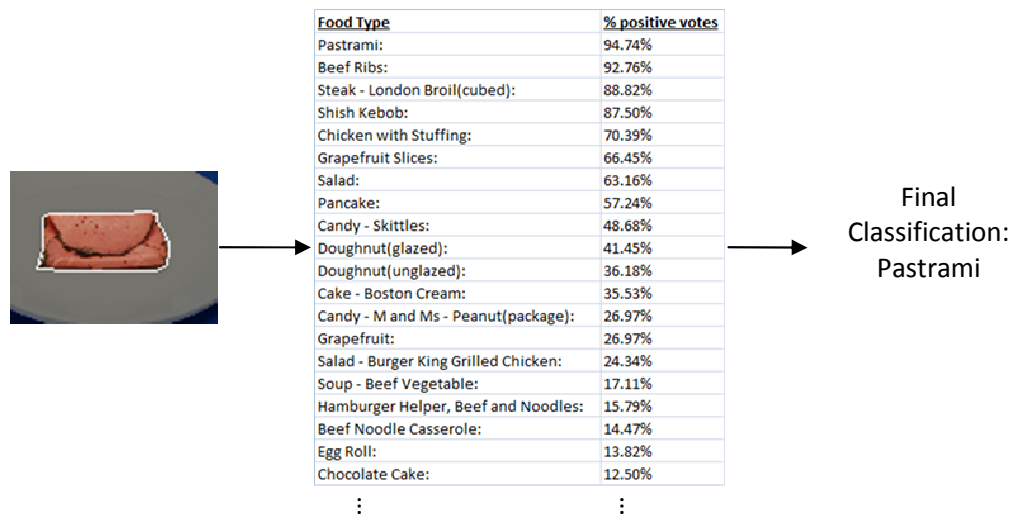 Food Type % positive votes
Pastrami: 94.74%
Beef Ribs: 92.76%
Steak - London Broil(cubed): 88.82%
Shish Kebob: 87.50%
Chicken with Stuffing: 70.39%
Grapefruit Slices: 66.45%
Salad: 63.16%
Pancake: 57.24%
Candy - Skittles: 48.68%
Doughnut(glazed): 41.45%
Doughnut(unglazed): 36.18%
Cake - Boston Cream: 35.53%
Candy - M and Ms - Peanut(package): 26.97%
Grapefruit: 26.97%
Salad - Burger King Grilled Chicken: 24.34%
Soup - Beef Vegetable: 17.11%
Hamburger Helper, Beef and Noodles: 15.79%
Beef Noodle Casserole: 14.47%
Egg Roll: 13.82%
Chocolate Cake: 12.50%
⋮ ⋮
Final
Classification:
Pastrami